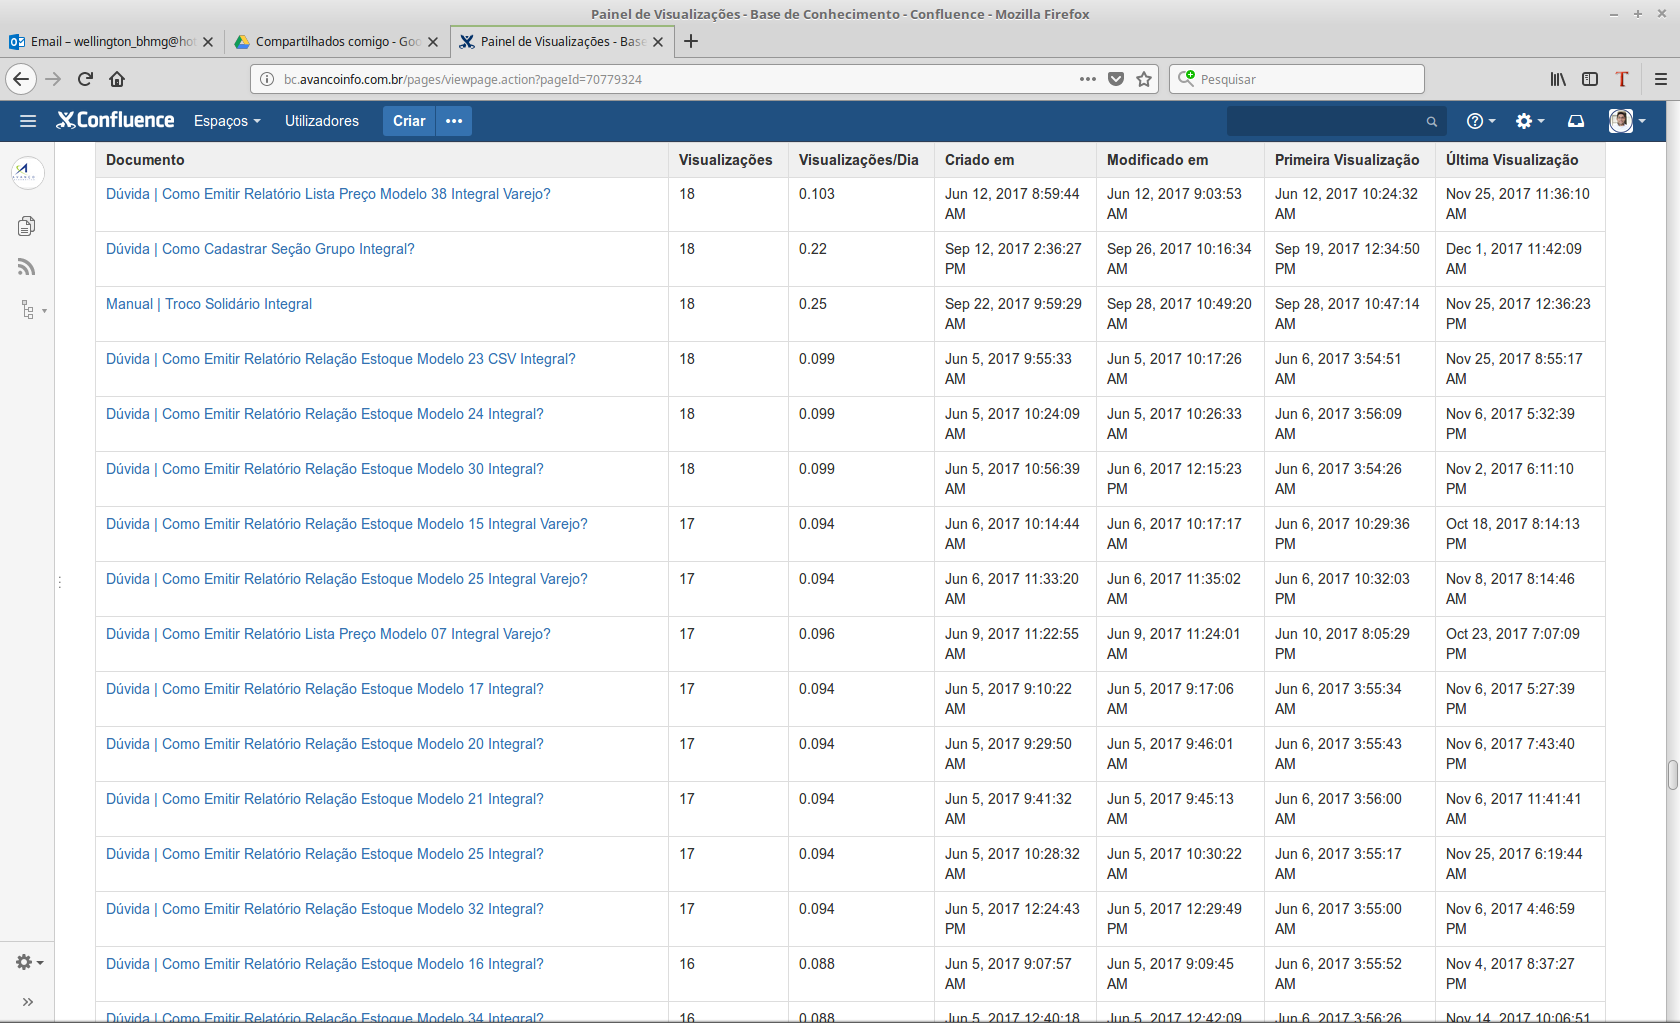 Painel de Visualizações - Base de Conhecimento - Confluence - Mozilla Firefox
Email – wellington_bhmg@ho
Compartilhados comigo - Goo
Painel de Visualizações - Base
bc.avancoinfo.com.br/pages/viewpage.action?pageId=70779324
Pesquisar
Confluence Espaços Utilizadores Criar
Documento Visualizações Visualizações/Dia Criado em Modificado em Primeira Visualização Última Visualização
Dúvida | Como Emitir Relatório Lista Preço Modelo 38 Integral Varejo? 18 0.103 Jun 12, 2017 8:59:44 Jun 12, 2017 9:03:53 Jun 12, 2017 10:24:32 Nov 25, 2017 11:36:10
AM AM AM AM
Dúvida | Como Cadastrar Seção Grupo Integral? 18 0.22 Sep 12, 2017 2:36:27 Sep 26, 2017 10:16:34 Sep 19, 2017 12:34:50 Dec 1, 2017 11:42:09
PM AM PM AM
Manual | Troco Solidário Integral 18 0.25 Sep 22, 2017 9:59:29 Sep 28, 2017 10:49:20 Sep 28, 2017 10:47:14 Nov 25, 2017 12:36:23
AM AM AM PM
Dúvida | Como Emitir Relatório Relação Estoque Modelo 23 CSV Integral? 18 0.099 Jun 5, 2017 9:55:33 Jun 5, 2017 10:17:26 Jun 6, 2017 3:54:51 Nov 25, 2017 8:55:17
AM AM AM AM
Dúvida | Como Emitir Relatório Relação Estoque Modelo 24 Integral? 18 0.099 Jun 5, 2017 10:24:09 Jun 5, 2017 10:26:33 Jun 6, 2017 3:56:09 Nov 6, 2017 5:32:39
AM AM AM PM
Dúvida | Como Emitir Relatório Relação Estoque Modelo 30 Integral? 18 0.099 Jun 5, 2017 10:56:39 Jun 6, 2017 12:15:23 Jun 6, 2017 3:54:26 Nov 2, 2017 6:11:10
AM PM AM PM
Dúvida | Como Emitir Relatório Relação Estoque Modelo 15 Integral Varejo? 17 0.094 Jun 6, 2017 10:14:44 Jun 6, 2017 10:17:17 Jun 6, 2017 10:29:36 Oct 18, 2017 8:14:13
AM AM PM PM
Dúvida | Como Emitir Relatório Relação Estoque Modelo 25 Integral Varejo? 17 0.094 Jun 6, 2017 11:33:20 Jun 6, 2017 11:35:02 Jun 6, 2017 10:32:03 Nov 8, 2017 8:14:46
AM AM PM AM
Dúvida | Como Emitir Relatório Lista Preço Modelo 07 Integral Varejo? 17 0.096 Jun 9, 2017 11:22:55 Jun 9, 2017 11:24:01 Jun 10, 2017 8:05:29 Oct 23, 2017 7:07:09
AM AM PM PM
Dúvida | Como Emitir Relatório Relação Estoque Modelo 17 Integral? 17 0.094 Jun 5, 2017 9:10:22 Jun 5, 2017 9:17:06 Jun 6, 2017 3:55:34 Nov 6, 2017 5:27:39
AM AM AM PM
Dúvida | Como Emitir Relatório Relação Estoque Modelo 20 Integral? 17 0.094 Jun 5, 2017 9:29:50 Jun 5, 2017 9:46:01 Jun 6, 2017 3:55:43 Nov 6, 2017 7:43:40
AM AM AM PM
Dúvida | Como Emitir Relatório Relação Estoque Modelo 21 Integral? 17 0.094 Jun 5, 2017 9:41:32 Jun 5, 2017 9:45:13 Jun 6, 2017 3:56:00 Nov 6, 2017 11:41:41
AM AM AM AM
Dúvida | Como Emitir Relatório Relação Estoque Modelo 25 Integral? 17 0.094 Jun 5, 2017 10:28:32 Jun 5, 2017 10:30:22 Jun 6, 2017 3:55:17 Nov 25, 2017 6:19:44
AM AM AM AM
Dúvida | Como Emitir Relatório Relação Estoque Modelo 32 Integral? 17 0.094 Jun 5, 2017 12:24:43 Jun 5, 2017 12:29:49 Jun 6, 2017 3:55:00 Nov 6, 2017 4:46:59
PM PM AM PM
Dúvida | Como Emitir Relatório Relação Estoque Modelo 16 Integral? 16 0.088 Jun 5, 2017 9:07:57 Jun 5, 2017 9:09:45 Jun 6, 2017 3:55:52 Nov 4, 2017 8:37:27
AM AM AM PM
Dúvida | Como Emitir Relatório Relação Estoque Modelo 34 Integral? 16 0.088 Jun 5, 2017 12:40:18 Jun 5, 2017 12:42:09 Jun 6, 2017 3:56:26 Nov 14, 2017 10:06:51